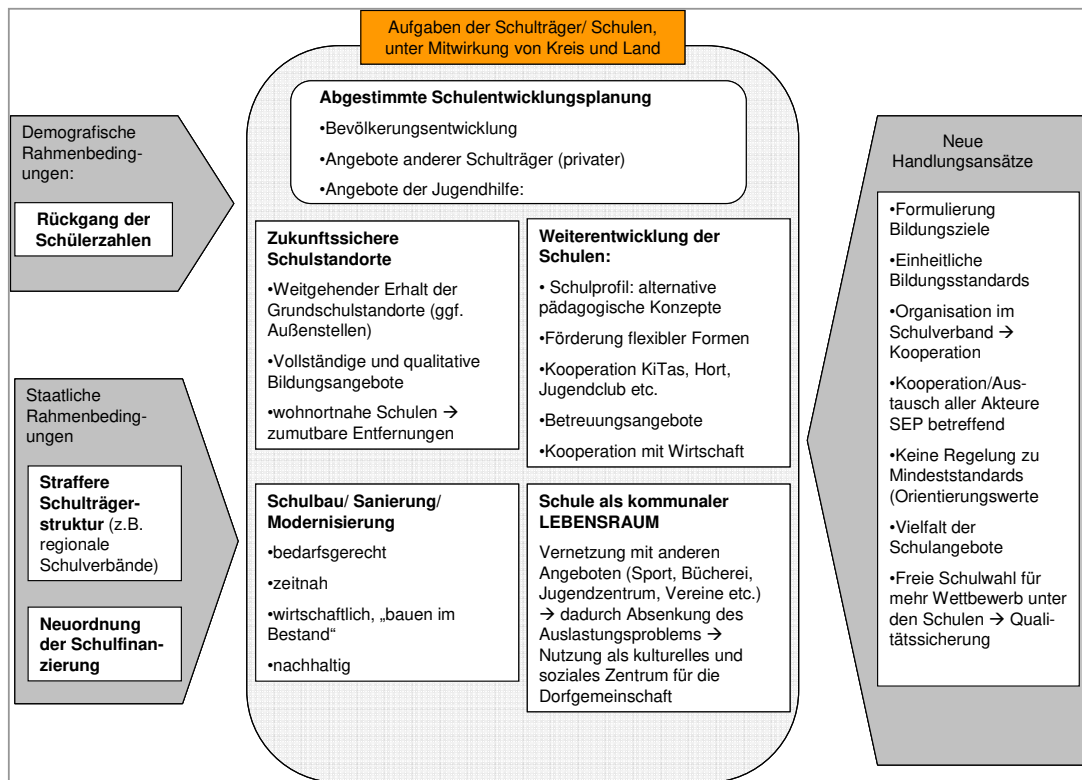 Aufgaben der Schulträger/ Schulen,
unter Mitwirkung von Kreis und Land
Abgestimmte Schulentwicklungsplanung
•Bevölkerungsentwicklung
•Angebote anderer Schulträger (privater)
•Angebote der Jugendhilfe:
Demografische
Rahmenbedin-
gungen:
Rückgang der
Schülerzahlen
Staatliche
Rahmenbeding-
ungen
Straffere
Schulträger-
struktur (z.B.
regionale
Schulverbände)
Neuordnung
der Schulfinan-
zierung
Zukunftssichere
Schulstandorte
•Weitgehender Erhalt der
Grundschulstandorte (ggf.
Außenstellen)
•Vollständige und qualitative
Bildungsangebote
•wohnortnahe Schulen →
zumutbare Entfernungen
Weiterentwicklung der
Schulen:
• Schulprofil: alternative
pädagogische Konzepte
•Förderung flexibler Formen
•Kooperation KiTas, Hort,
Jugendclub etc.
•Betreuungsangebote
•Kooperation mit Wirtschaft
Schulbau/ Sanierung/
Modernisierung
•bedarfsgerecht
•zeitnah
•wirtschaftlich, „bauen im
Bestand“
•nachhaltig
Schule als kommunaler
LEBENSRAUM
Vernetzung mit anderen
Angeboten (Sport, Bücherei,
Jugendzentrum, Vereine etc.)
→ dadurch Absenkung des
Auslastungsproblems →
Nutzung als kulturelles und
soziales Zentrum für die
Dorfgemeinschaft
Neue
Handlungsansätze
•Formulierung
Bildungsziele
•Einheitliche
Bildungsstandards
•Organisation im
Schulverband →
Kooperation
•Kooperation/Aus-
tausch aller Akteure
SEP betreffend
•Keine Regelung zu
Mindeststandards
(Orientierungswerte
•Vielfalt der
Schulangebote
•Freie Schulwahl für
mehr Wettbewerb unter
den Schulen → Quali-
tätssicherung